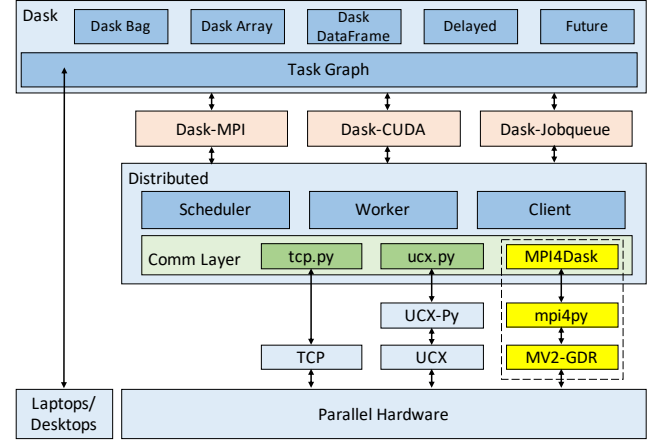 Dask
Dask Bag
Dask Array
Dask
DataFrame
Delayed
Future
Task Graph
Dask-MPI
Dask-CUDA
Dask-Jobqueue
Distributed
Scheduler
Worker
Client
Comm Layer
tcp.py
ucx.py
MPI4Dask
UCX-Py
mpi4py
TCP
UCX
MV2-GDR
Laptops/
Desktops
Parallel Hardware